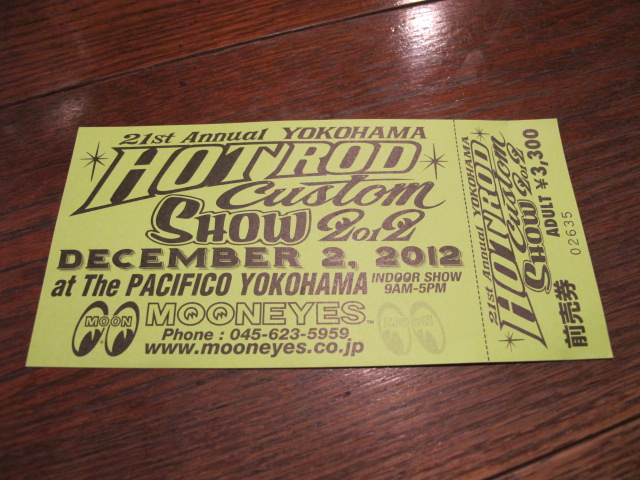 21st Annual YOKOHAMA
HOT ROD
Custom
SHOW 2012
DECEMBER 2, 2012
at The PACIFICO YOKOHAMA INDOOR SHOW 9AM-5PM
MOON MOONEYES™
Phone : 045-623-5959
www.mooneyes.co.jp
21st Annual YOKOHAMA
HOT ROD
Custom
SHOW 2012
ADULT ¥3,300
02635
前売券